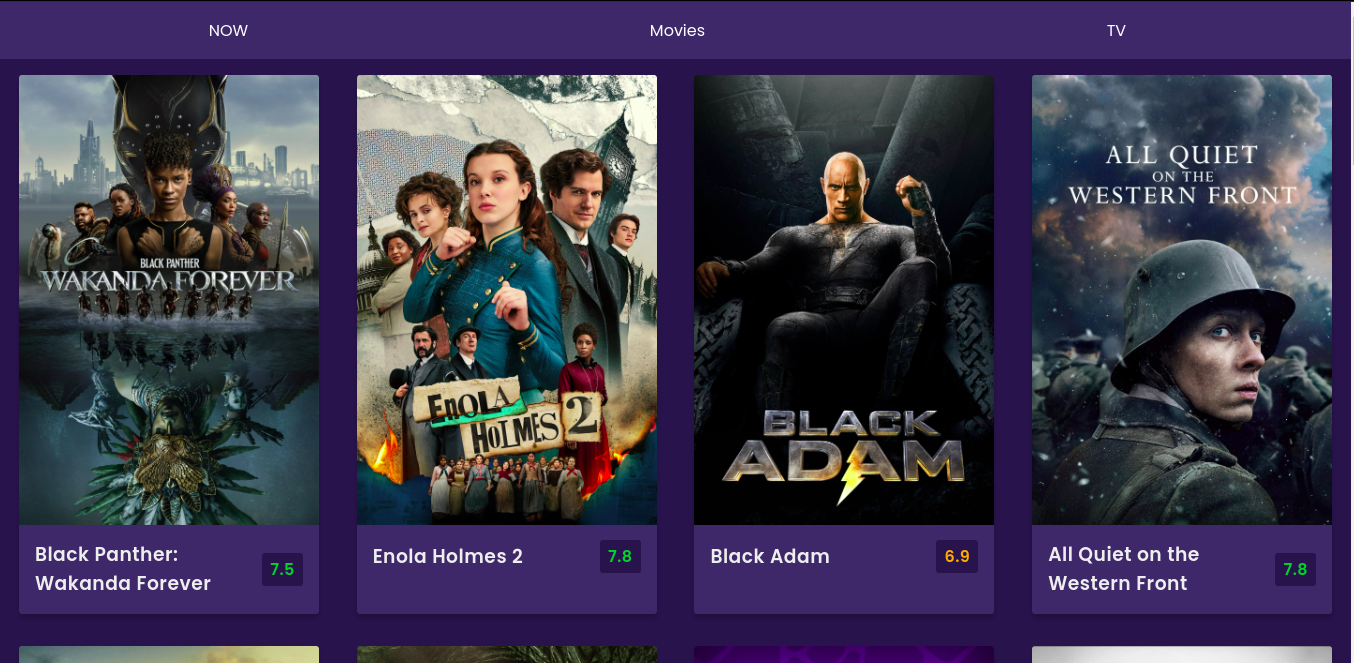 NOW
Movies
TV
BLACK PANTHER
WAKANDA FOREVER
Black Panther:
Wakanda Forever
7.5
ENOLA
HOLMES 2
Enola Holmes 2
7.8
BLACK
ADAM
Black Adam
6.9
ALL QUIET
ON THE
WESTERN FRONT
All Quiet on the
Western Front
7.8